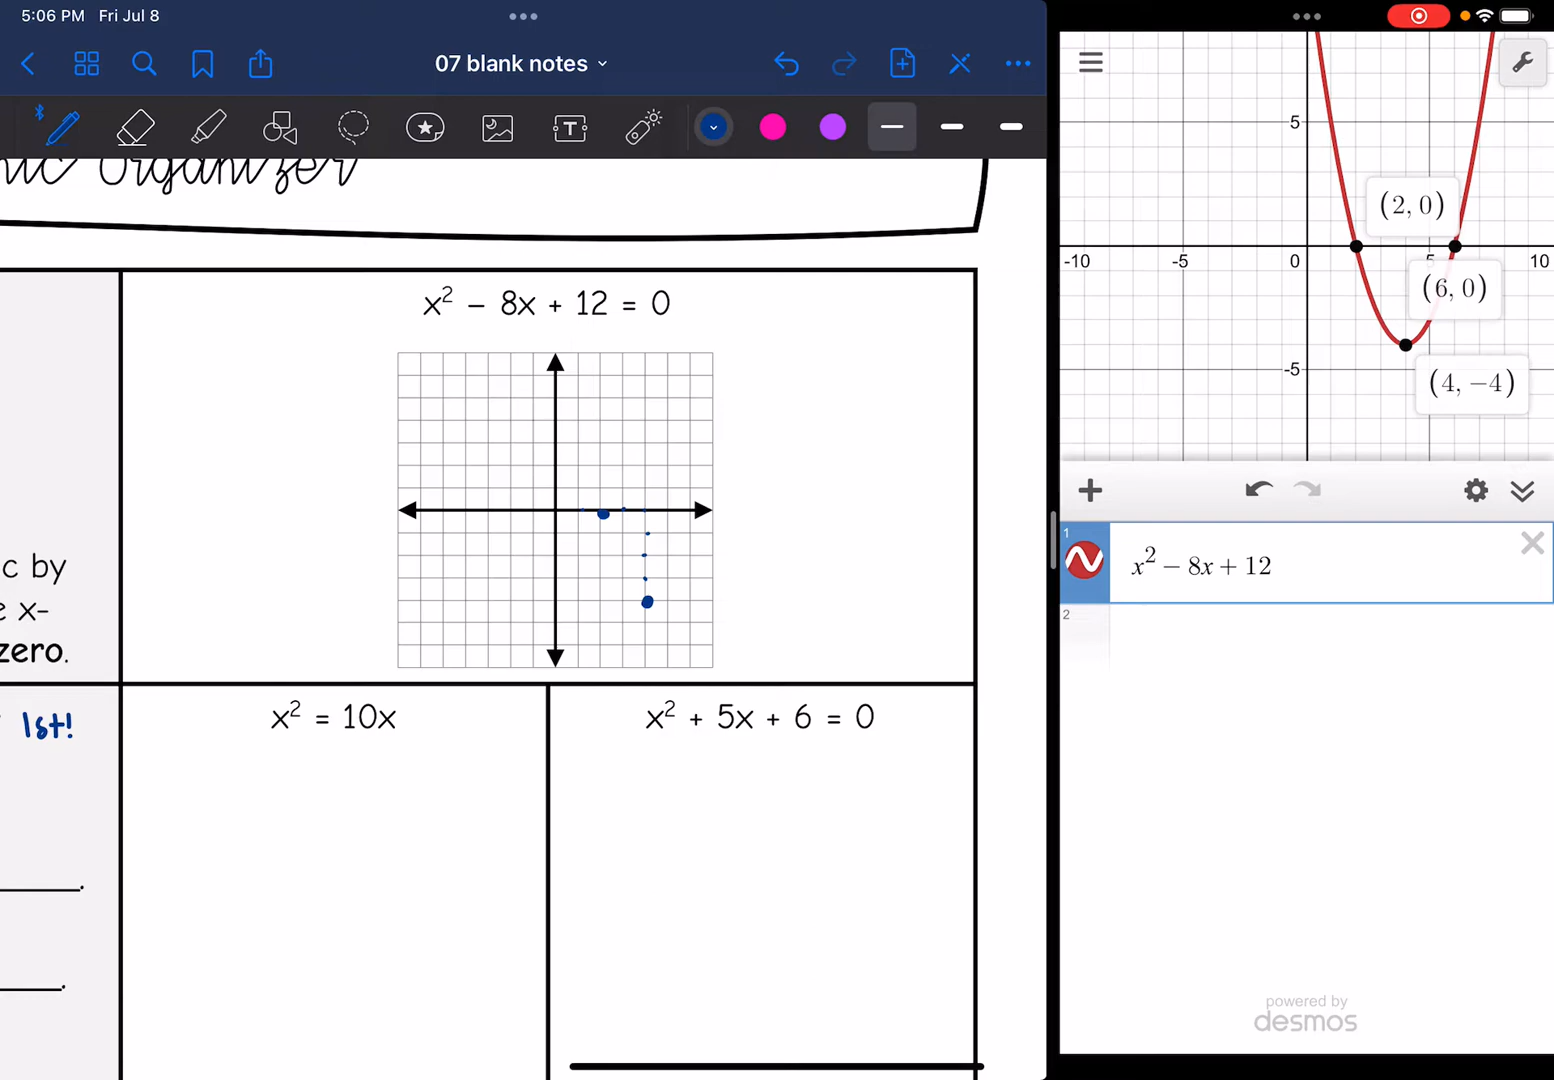 5:06 PM Fri Jul 8
07 blank notes
Organizer
x² – 8x + 12 = 0
c by
e x-
zero.
1st!
x² = 10x
x² + 5x + 6 = 0
5
(2, 0)
-10 -5 0 5 10
(6, 0)
-5
(4, −4)
1
x² − 8x + 12
2
powered by
desmos